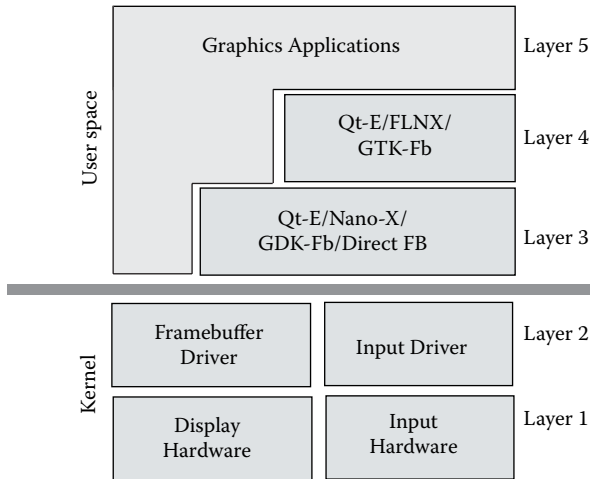 Graphics Applications
Layer 5
User space
Qt-E/FLNX/
GTK-Fb
Layer 4
Qt-E/Nano-X/
GDK-Fb/Direct FB
Layer 3
Kernel
Framebuffer
Driver
Input Driver
Layer 2
Display
Hardware
Input
Hardware
Layer 1